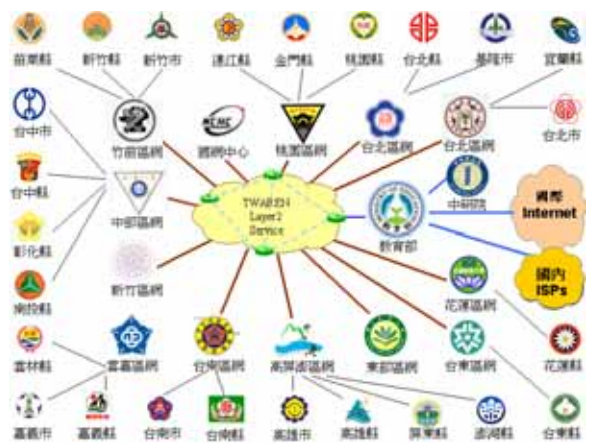 苗栗縣 新竹縣 新竹市 連江縣 金門縣 桃園縣 台北縣 基隆市 宜蘭縣
台中市 竹苗區網 國網中心 桃園區網 台北區網 台北區網 台北市
NCHC
台中縣 中部區網 TWAREN
Layer2
Service
教育部 中研院 國際
Internet
彰化縣
新竹區網 國內
ISPs
南投縣 花蓮區網
雲林縣 雲嘉區網 台南區網 高屏澎區網 東部區網 台東區網 花蓮縣
嘉義市 嘉義縣 台南市 台南縣 高雄市 高雄縣 屏東縣 澎湖縣 台東縣